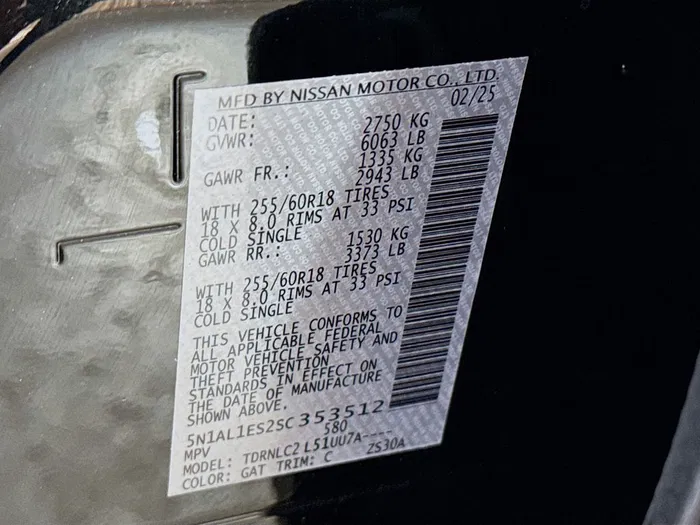 MFD BY NISSAN MOTOR CO., LTD.
DATE: 02/25
GVWR: 2750 KG
6063 LB
GAWR FR.: 1335 KG
2943 LB
WITH 255/60R18 TIRES
18 X 8.0 RIMS AT 33 PSI
COLD SINGLE
GAWR RR.: 1530 KG
3373 LB
WITH 255/60R18 TIRES
18 X 8.0 RIMS AT 33 PSI
COLD SINGLE
THIS VEHICLE CONFORMS TO
ALL APPLICABLE FEDERAL
MOTOR VEHICLE SAFETY AND
THEFT PREVENTION
STANDARDS IN EFFECT ON
THE DATE OF MANUFACTURE
SHOWN ABOVE.
5N1AL1ES2SC353512
MPV 580
MODEL: TDRNLC2 L51UU7A----
COLOR: GAT TRIM: C ZS30A